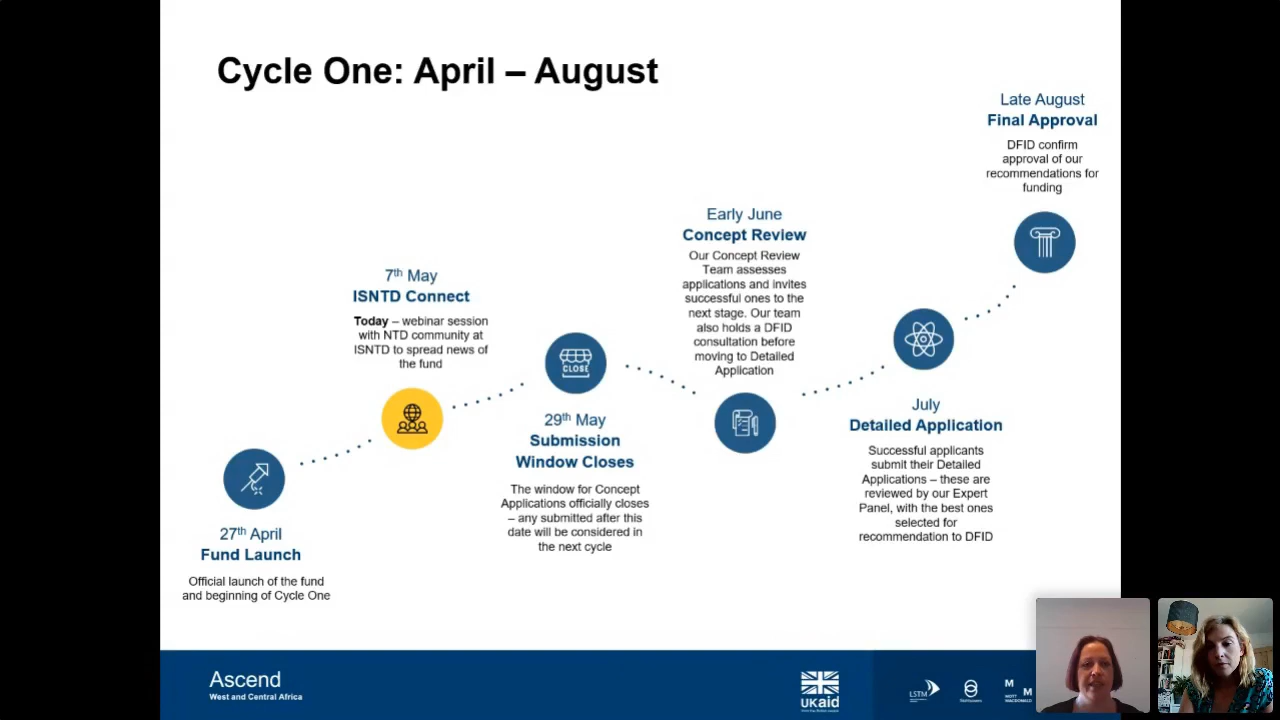 Cycle One: April – August
Late August
Final Approval
DFID confirm
approval of our
recommendations for
funding
Early June
Concept Review
Our Concept Review
Team assesses
applications and invites
successful ones to the
next stage. Our team
also holds a DFID
consultation before
moving to Detailed
Application
7th May
ISNTD Connect
Today – webinar session
with NTD community at
ISNTD to spread news of
the fund
CLOSE
29th May
Submission
Window Closes
The window for Concept
Applications officially closes
– any submitted after this
date will be considered in
the next cycle
July
Detailed Application
Successful applicants
submit their Detailed
Applications – these are
reviewed by our Expert
Panel, with the best ones
selected for
recommendation to DFID
27th April
Fund Launch
Official launch of the fund
and beginning of Cycle One
Ascend
West and Central Africa
UKaid
LSTM
M
M
MOTT
MACDONALD